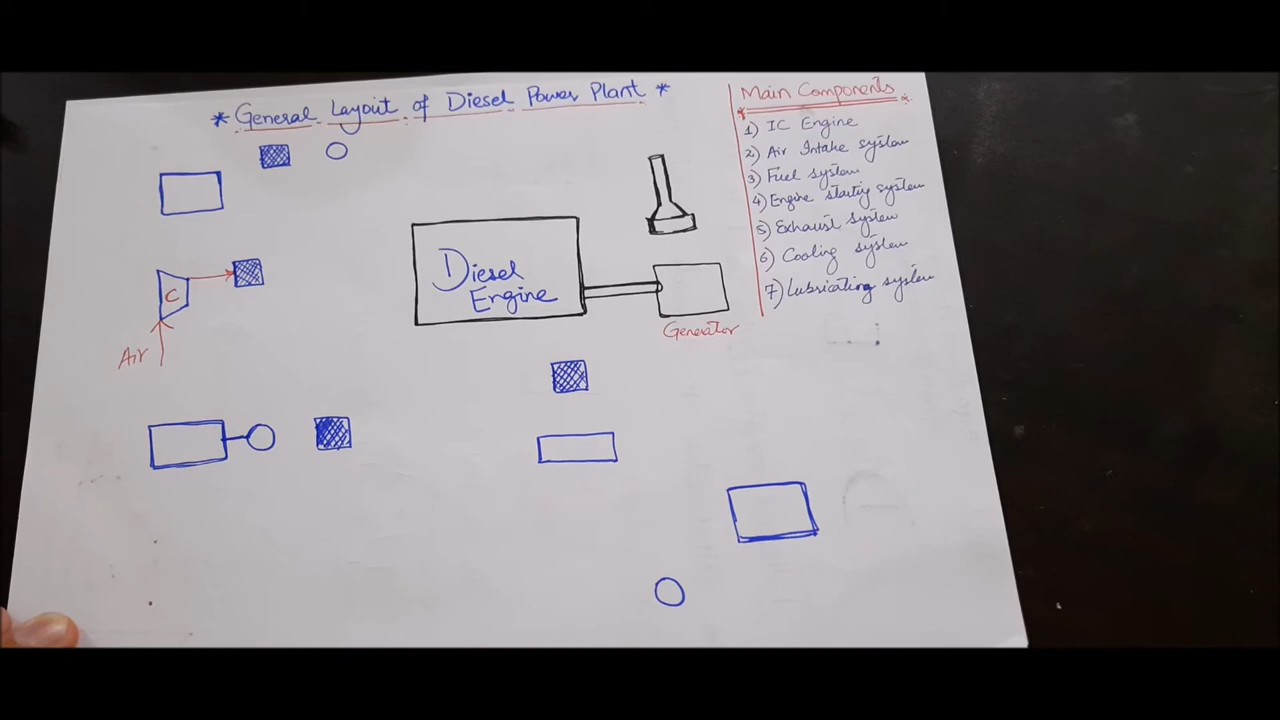 * General Layout of Diesel Power Plant *
Main Components
1) IC Engine
2) Air Intake system
3) Fuel system
4) Engine starting system
5) Exhaust system
6) Cooling system
7) Lubricating system
Diesel
Engine
Generator
C
Air